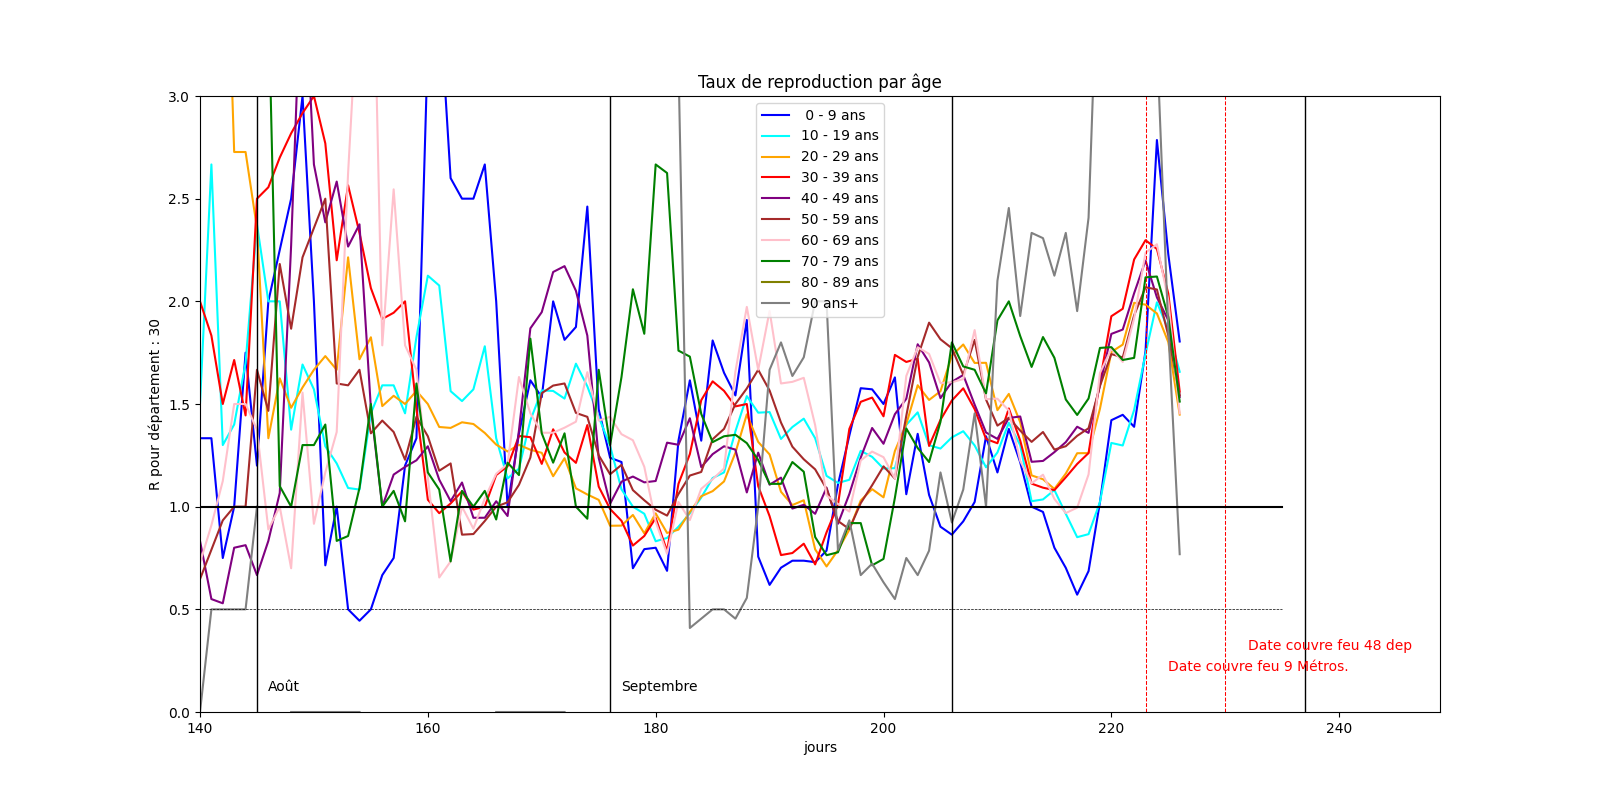 Taux de reproduction par âge
3.0
2.5
2.0
1.5
1.0
0.5
0.0
R pour département : 30
0 - 9 ans
10 - 19 ans
20 - 29 ans
30 - 39 ans
40 - 49 ans
50 - 59 ans
60 - 69 ans
70 - 79 ans
80 - 89 ans
90 ans+
Date couvre feu 48 dep
Date couvre feu 9 Métros.
Août
Septembre
140
160
180
200
220
240
jours